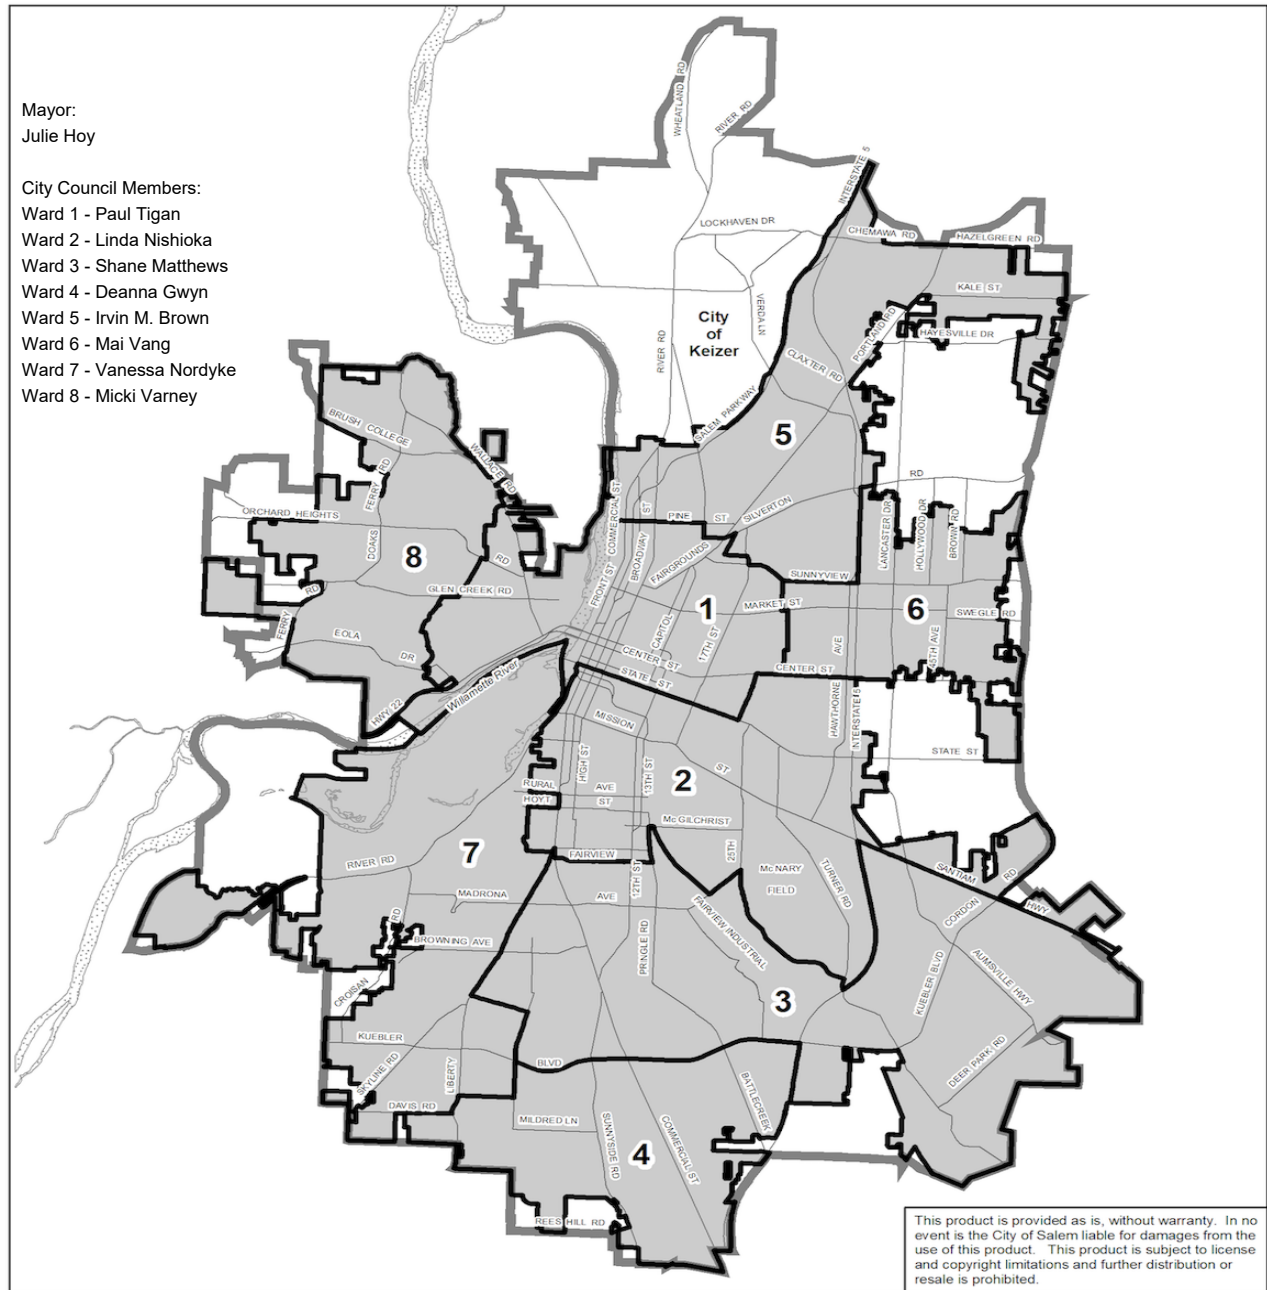 Mayor:
Julie Hoy
City Council Members:
Ward 1 - Paul Tigan
Ward 2 - Linda Nishioka
Ward 3 - Shane Matthews
Ward 4 - Deanna Gwyn
Ward 5 - Irvin M. Brown
Ward 6 - Mai Vang
Ward 7 - Vanessa Nordyke
Ward 8 - Micki Varney
WHEATLAND RD
RIVER RD
INTERSTATE 5
LOCKHAVEN DR
CHEMAWA RD
HAZELGREEN RD
KALE ST
VERDA LN
City
of
Keizer
RIVER RD
PORTLAND RD
HAYESVILLE DR
CLAXTER RD
SALEM PARKWAY
5
BRUSH COLLEGE
RD
WALLACE RD
FERRY
RD
ORCHARD HEIGHTS
DOAKS
8
RD
GLEN CREEK RD
RD
FERRY
EOLA
DR
HWY 22
Willamette River
COMMERCIAL ST
ST
PINE ST
SILVERTON
BROADWAY
FAIRGROUNDS
FRONT ST
LANCASTER DR
HOLLYWOOD DR
BROWN RD
SUNNYVIEW
1
MARKET ST
6
SWEGLE RD
CAPITOL
17TH ST
AVE
45TH AVE
CENTER ST
CENTER ST
STATE ST
HAWTHORNE
INTERSTATE 5
MISSION
ST
STATE ST
HIGH ST
13TH ST
2
RURAL AVE
HOYT ST
McGILCHRIST
7
FAIRVIEW
25TH
McNARY
FIELD
TURNER RD
RIVER RD
12TH ST
SANTIAM
RD
HWY
MADRONA AVE
CORDON
RD
BROWNING AVE
PRINGLE RD
FAIRVIEW INDUSTRIAL
AUMSVILLE HWY
CROISAN
KUEBLER BLVD
3
KUEBLER
BLVD
SKYLINE RD
LIBERTY
DEER PARK RD
BATTLECREEK
DAVIS RD
MILDRED LN
SUNNYSIDE RD
COMMERCIAL ST
4
REES HILL RD
This product is provided as is, without warranty. In no
event is the City of Salem liable for damages from the
use of this product. This product is subject to license
and copyright limitations and further distribution or
resale is prohibited.